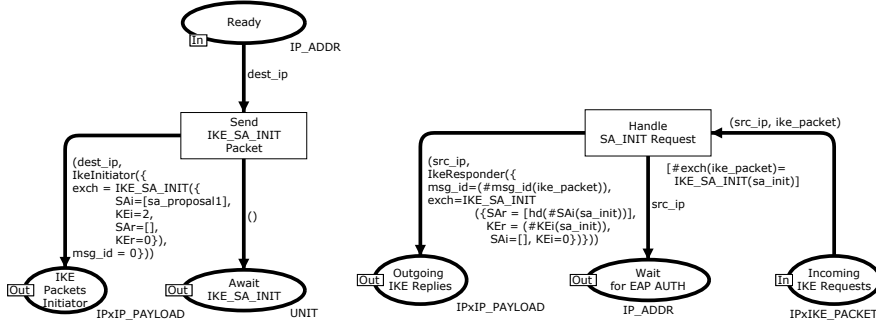 Ready
In
IP_ADDR
dest_ip
Send
IKE_SA_INIT
Packet
(dest_ip,
IkeInitiator({
exch = IKE_SA_INIT({
SAi=[sa_proposal1],
KEi=2,
SAr=[],
KEr=0}),
msg_id = 0}))
()
IKE
Packets
Initiator
Out
IPxIP_PAYLOAD
Await
IKE_SA_INIT
Out
UNIT
Handle
SA_INIT Request
(src_ip, ike_packet)
[#exch(ike_packet)=
IKE_SA_INIT(sa_init)]
(src_ip,
IkeResponder({
msg_id=(#msg_id(ike_packet)),
exch=IKE_SA_INIT
({SAr = [hd(#SAi(sa_init))],
KEr = (#KEi(sa_init)),
SAi=[], KEi=0})}))
src_ip
Out
Outgoing
IKE Replies
IPxIP_PAYLOAD
Out
Wait
for EAP AUTH
IP_ADDR
In
Incoming
IKE Requests
IPxIKE_PACKET